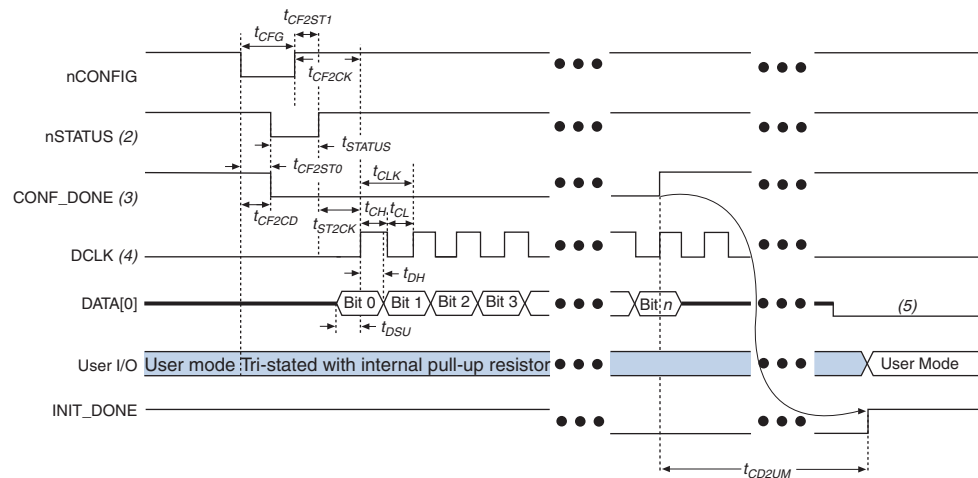 tCF2ST1
tCFG
nCONFIG
tCF2CK
nSTATUS (2)
tSTATUS
tCF2ST0
tCLK
CONF_DONE (3)
tCF2CD
tST2CK
tCH
tCL
DCLK (4)
tDH
DATA[0]
Bit 0
Bit 1
Bit 2
Bit 3
Bit n
(5)
tDSU
User I/O
User mode
Tri-stated with internal pull-up resistor
User Mode
INIT_DONE
tCD2UM